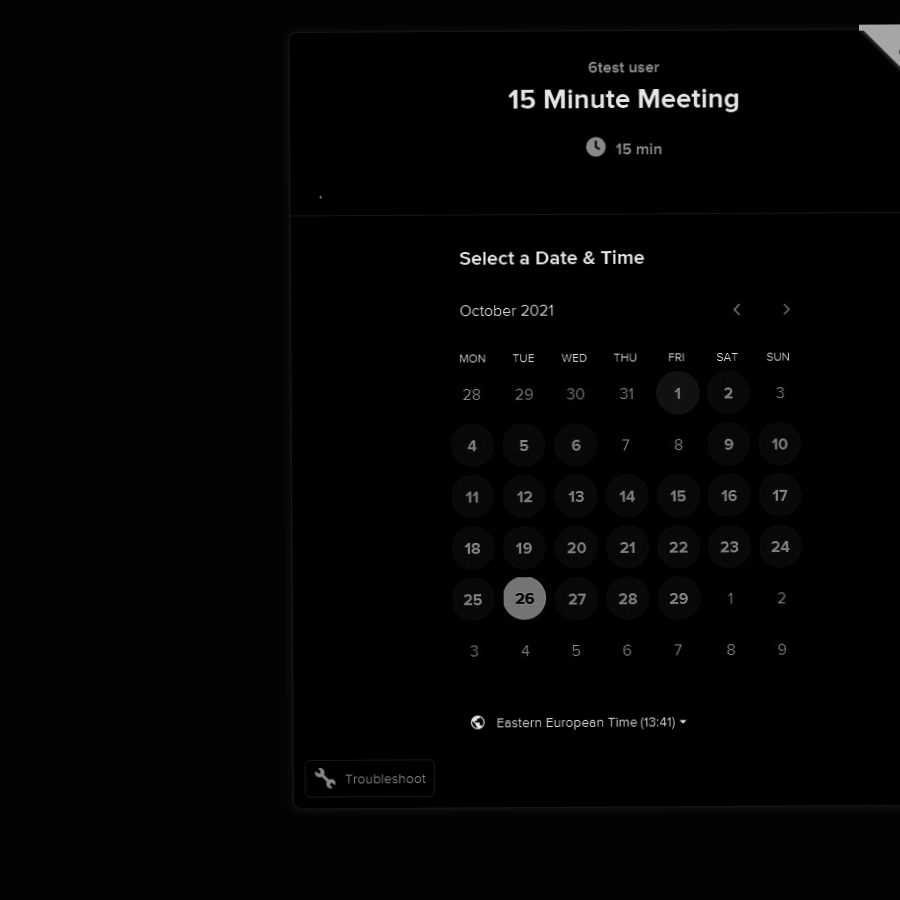 6test user
15 Minute Meeting
15 min
Select a Date & Time
October 2021
MON TUE WED THU FRI SAT SUN
28 29 30 31 1 2 3
4 5 6 7 8 9 10
11 12 13 14 15 16 17
18 19 20 21 22 23 24
25 26 27 28 29 1 2
3 4 5 6 7 8 9
Eastern European Time (13:41)
Troubleshoot